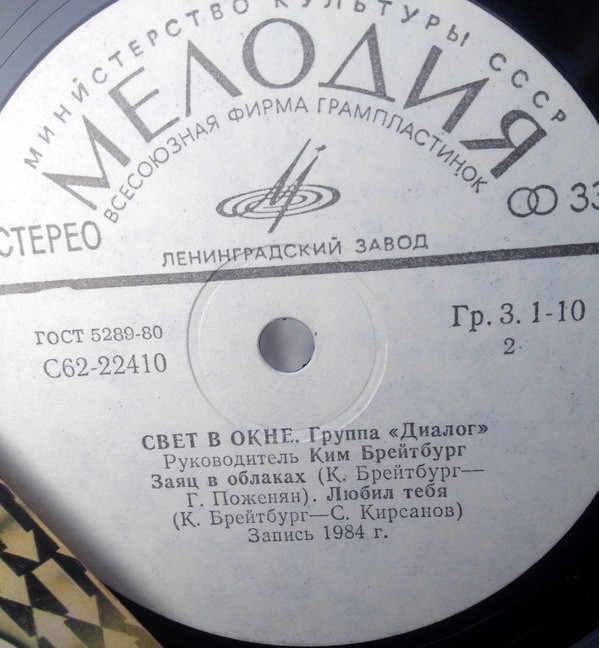 МИНИСТЕРСТВО КУЛЬТУРЫ СССР
МЕЛОДИЯ
ВСЕСОЮЗНАЯ ФИРМА ГРАМПЛАСТИНОК
СТЕРЕО
33
ЛЕНИНГРАДСКИЙ ЗАВОД
ГОСТ 5289-80
Гр. 3. 1-10
С62-22410
2
СВЕТ В ОКНЕ. Группа «Диалог»
Руководитель Ким Брейтбург
Заяц в облаках (К. Брейтбург—
Г. Поженян). Любил тебя
(К. Брейтбург—С. Кирсанов)
Запись 1984 г.